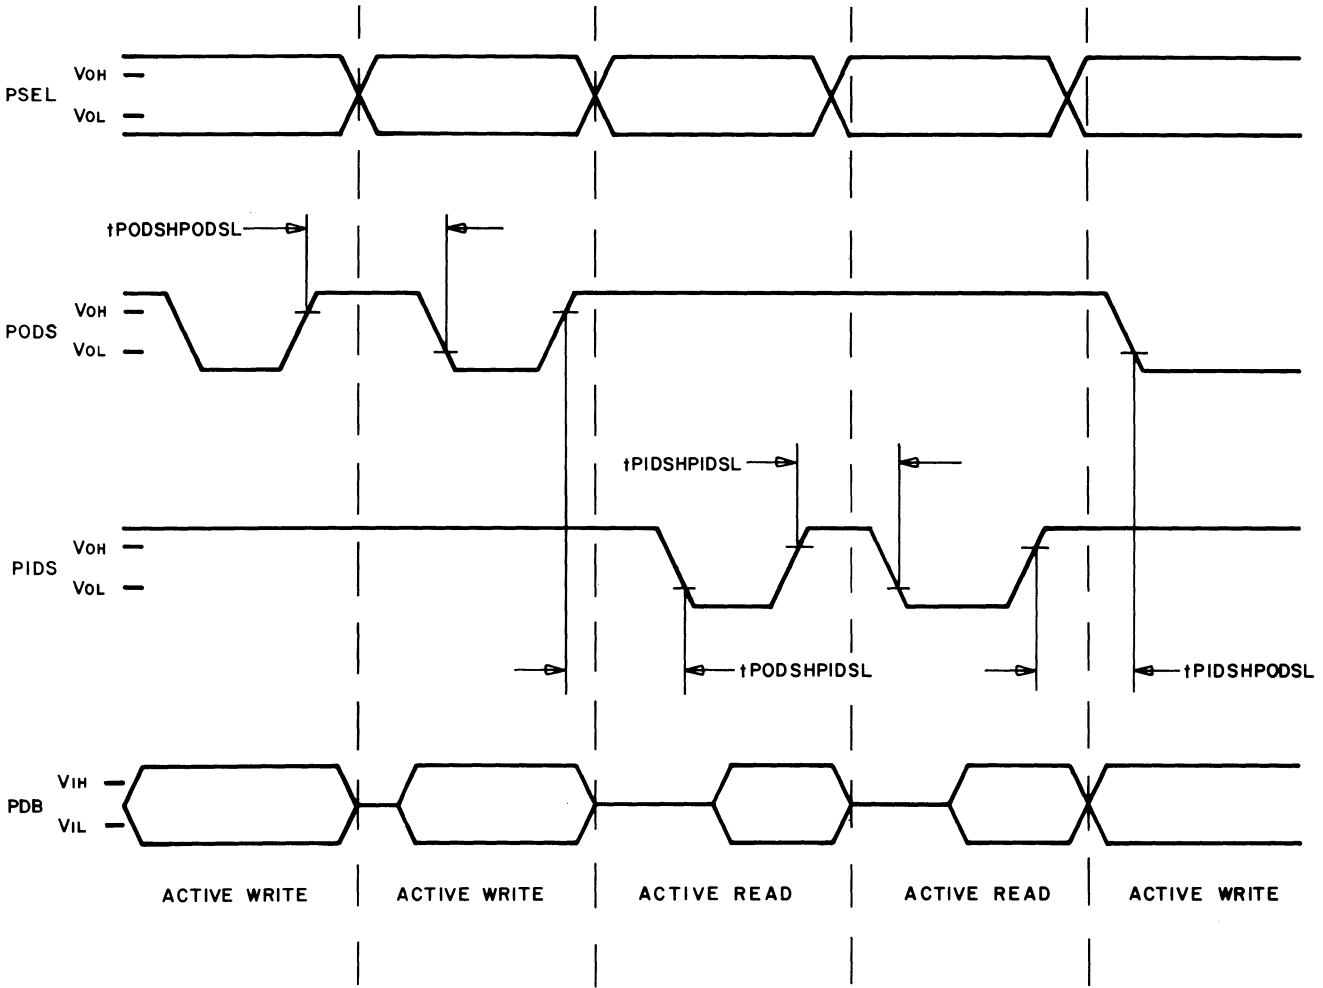 VOH
PSEL
VOL
tPODSHPODSL
VOH
PODS
VOL
tPIDSHPIDSL
VOH
PIDS
VOL
tPODSHPIDSL
tPIDSHPODSL
VIH
PDB
VIL
ACTIVE WRITE
ACTIVE WRITE
ACTIVE READ
ACTIVE READ
ACTIVE WRITE